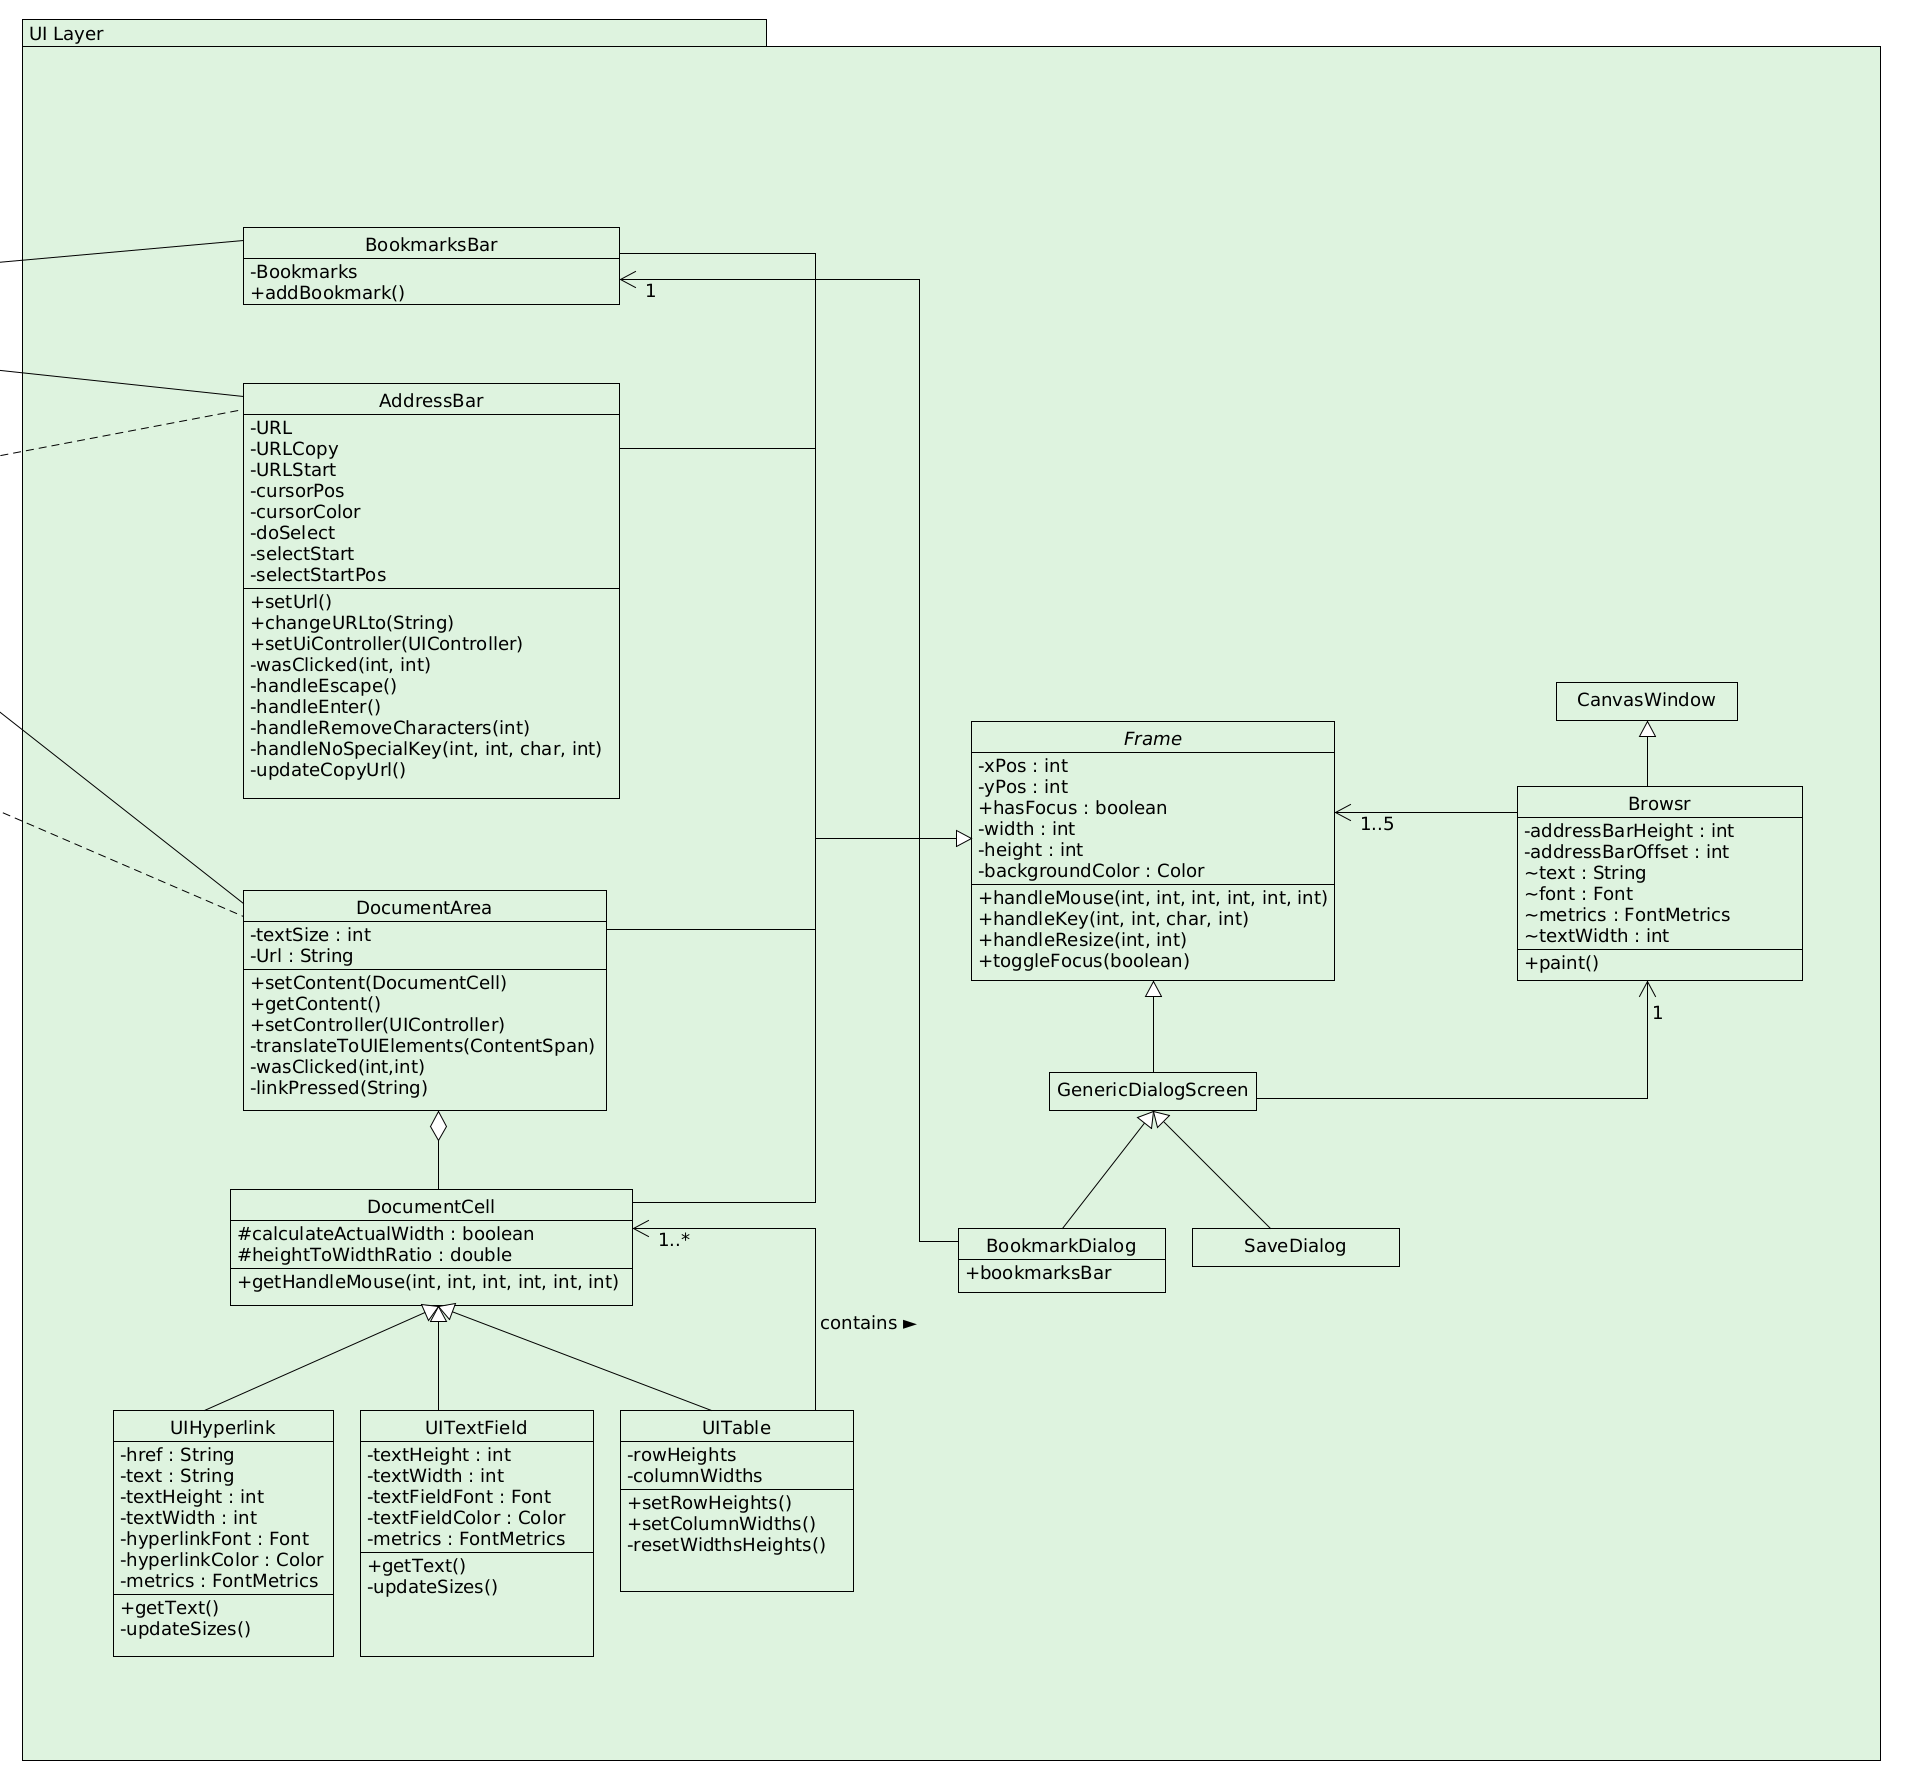 UI Layer
BookmarksBar
-Bookmarks
+addBookmark()
1
AddressBar
-URL
-URLCopy
-URLStart
-cursorPos
-cursorColor
-doSelect
-selectStart
-selectStartPos
+setUrl()
+changeURLto(String)
+setUiController(UIController)
-wasClicked(int, int)
-handleEscape()
-handleEnter()
-handleRemoveCharacters(int)
-handleNoSpecialKey(int, int, char, int)
-updateCopyUrl()
CanvasWindow
Frame
-xPos : int
-yPos : int
+hasFocus : boolean
-width : int
-height : int
-backgroundColor : Color
+handleMouse(int, int, int, int, int, int)
+handleKey(int, int, char, int)
+handleResize(int, int)
+toggleFocus(boolean)
1..5
Browsr
-addressBarHeight : int
-addressBarOffset : int
~text : String
~font : Font
~metrics : FontMetrics
~textWidth : int
+paint()
1
DocumentArea
-textSize : int
-Url : String
+setContent(DocumentCell)
+getContent()
+setController(UIController)
-translateToUIElements(ContentSpan)
-wasClicked(int,int)
-linkPressed(String)
GenericDialogScreen
DocumentCell
#calculateActualWidth : boolean
#heightToWidthRatio : double
+getHandleMouse(int, int, int, int, int, int)
1..*
contains ►
BookmarkDialog
+bookmarksBar
SaveDialog
UIHyperlink
-href : String
-text : String
-textHeight : int
-textWidth : int
-hyperlinkFont : Font
-hyperlinkColor : Color
-metrics : FontMetrics
+getText()
-updateSizes()
UITextField
-textHeight : int
-textWidth : int
-textFieldFont : Font
-textFieldColor : Color
-metrics : FontMetrics
+getText()
-updateSizes()
UITable
-rowHeights
-columnWidths
+setRowHeights()
+setColumnWidths()
-resetWidthsHeights()